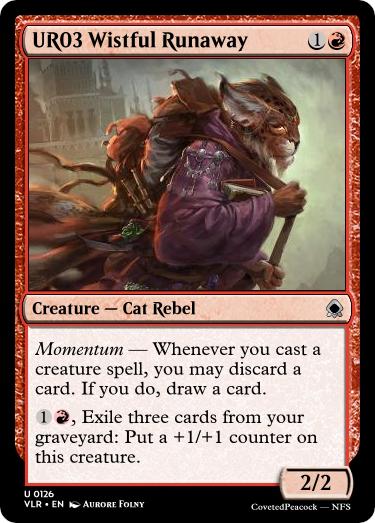 UR03 Wistful Runaway 1
Creature — Cat Rebel
Momentum — Whenever you cast a
creature spell, you may discard a
card. If you do, draw a card.
1, Exile three cards from your
graveyard: Put a +1/+1 counter on
this creature.
2/2
U 0126
VLR • EN Aurore Folny
CovetedPeacock — NFS